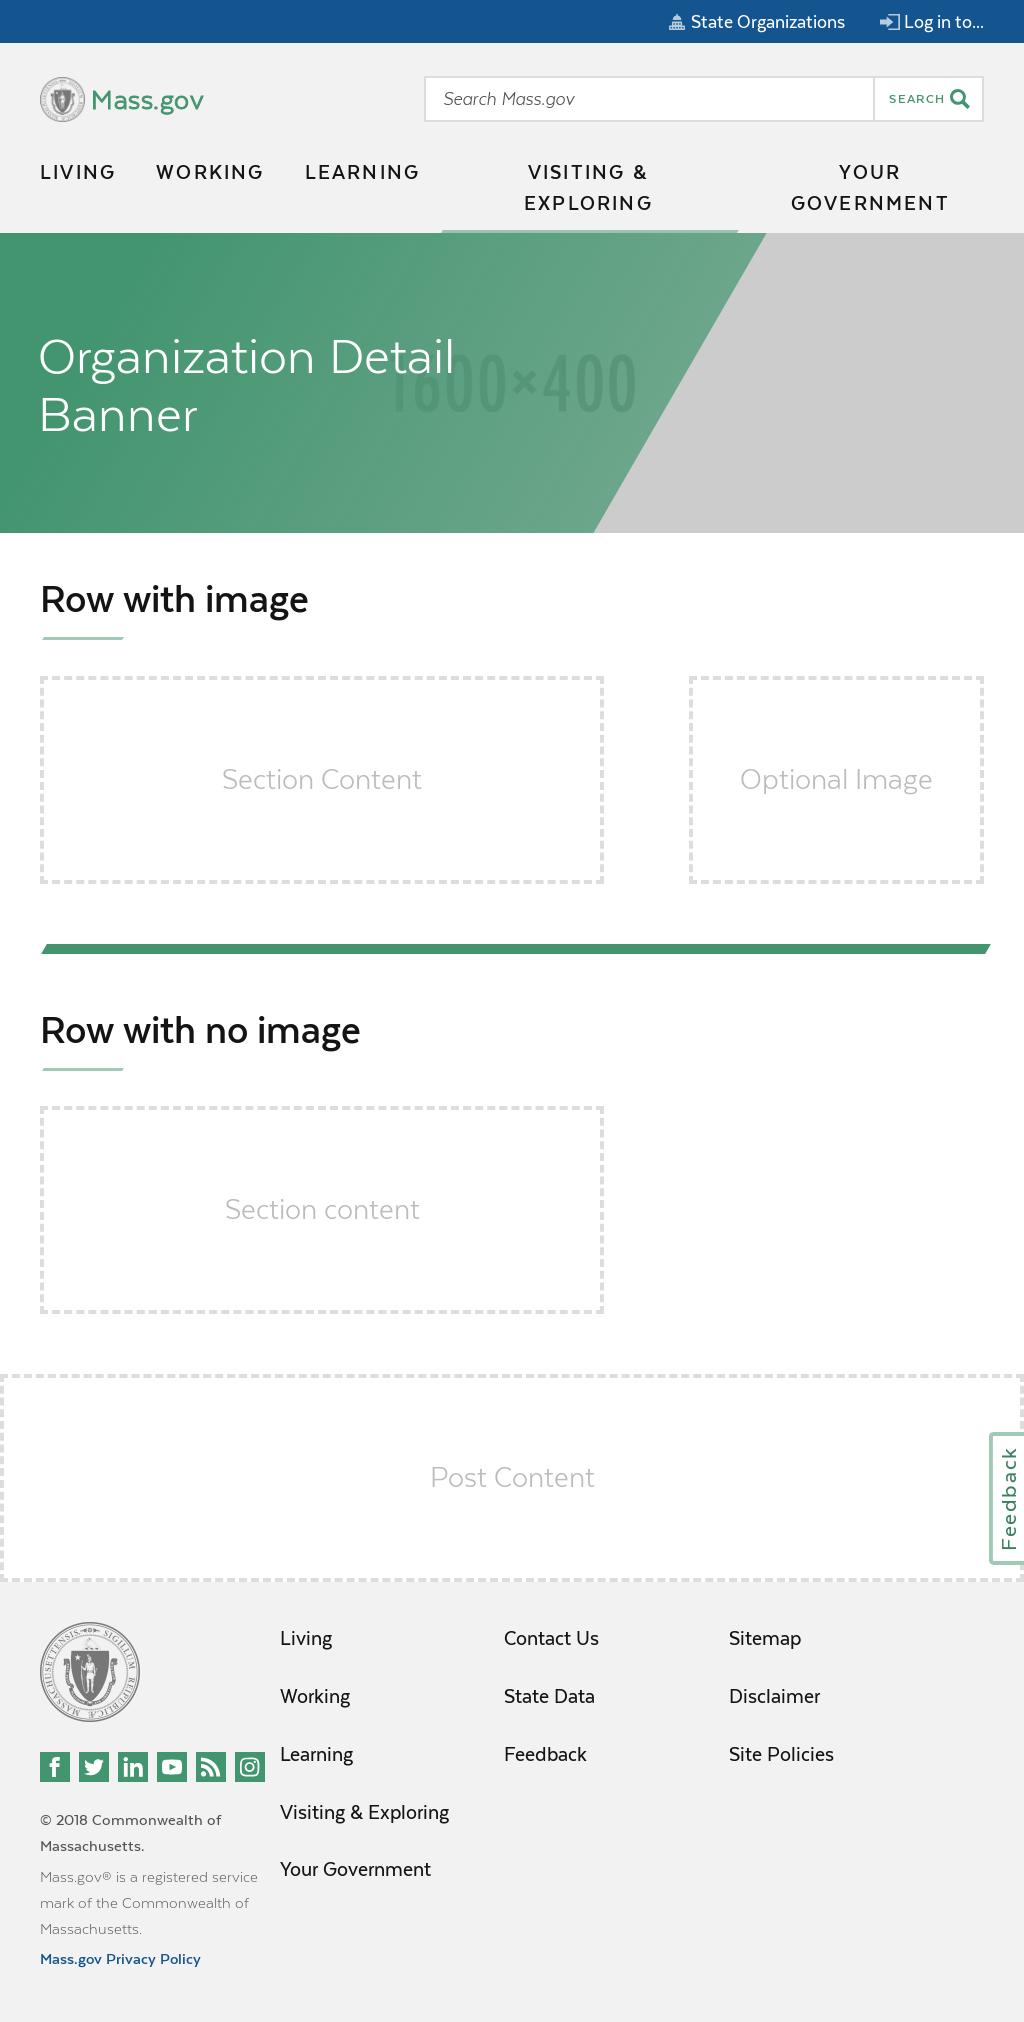 State Organizations
Log in to...
Mass.gov
Search Mass.gov
SEARCH
LIVING
WORKING
LEARNING
VISITING &
EXPLORING
YOUR
GOVERNMENT
Organization Detail
Banner
1600×400
Row with image
Section Content
Optional Image
Row with no image
Section content
Post Content
Feedback
Living
Contact Us
Sitemap
Working
State Data
Disclaimer
Learning
Feedback
Site Policies
Visiting & Exploring
Your Government
© 2018 Commonwealth of
Massachusetts.
Mass.gov® is a registered service
mark of the Commonwealth of
Massachusetts.
Mass.gov Privacy Policy